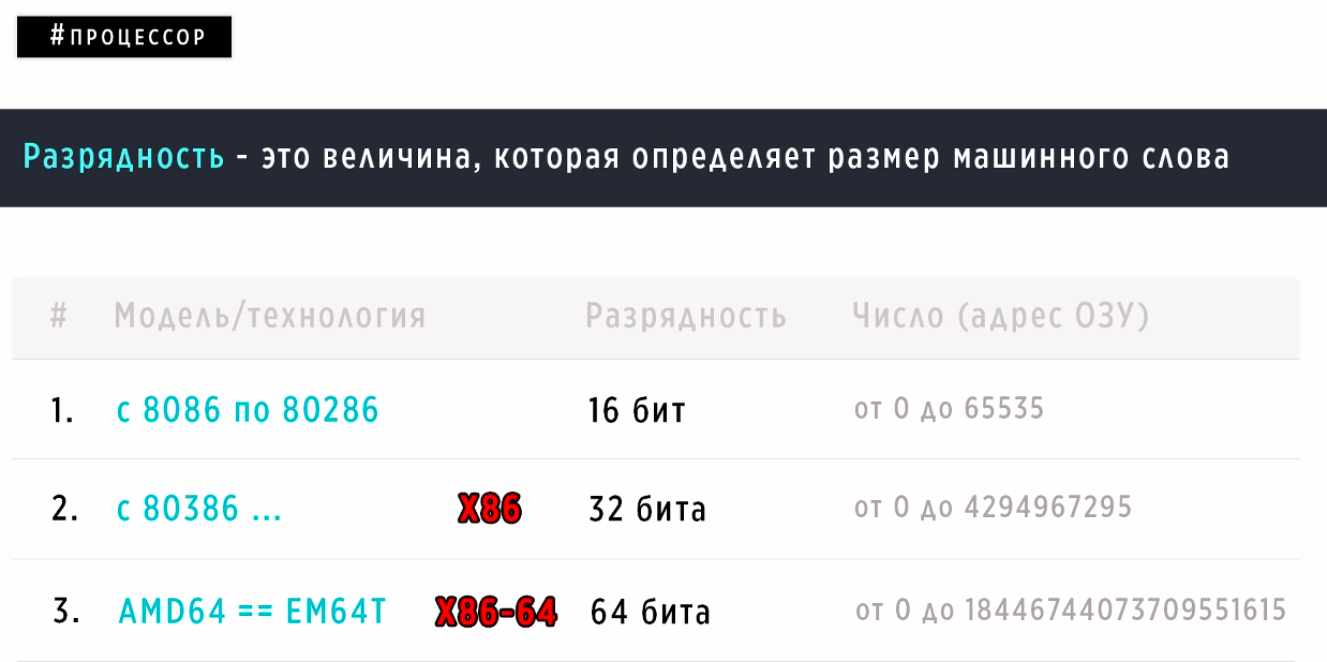 #ПРОЦЕССОР
Разрядность - это величина, которая определяет размер машинного слова
# Модель/технология Разрядность Число (адрес ОЗУ)
1. с 8086 по 80286 16 бит от 0 до 65535
2. с 80386 ... X86 32 бита от 0 до 4294967295
3. AMD64 == EM64T X86-64 64 бита от 0 до 18446744073709551615